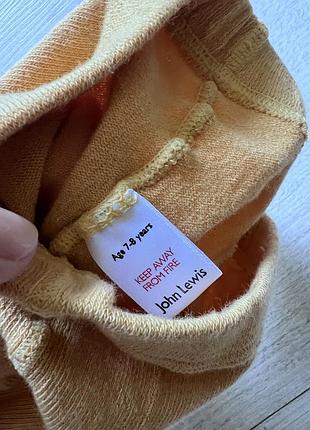 Age 7-8 years
KEEP AWAY
FROM FIRE
John Lewis